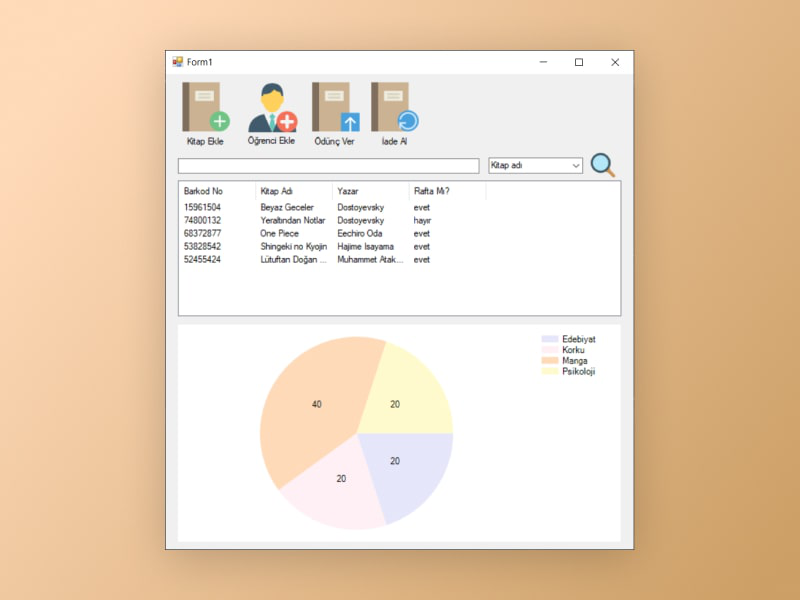 Form1
Kitap Ekle
Öğrenci Ekle
Ödünç Ver
İade Al
Kitap adı
Barkod No Kitap Adı Yazar Rafta Mı?
15961504 Beyaz Geceler Dostoyevsky evet
74800132 Yeraltından Notlar Dostoyevsky hayır
68372877 One Piece Eechiro Oda evet
53828542 Shingeki no Kyojin Hajime İsayama evet
52455424 Lütuftan Doğan ... Muhammet Atak... evet
Edebiyat
Korku
Manga
Psikoloji
40
20
20
20